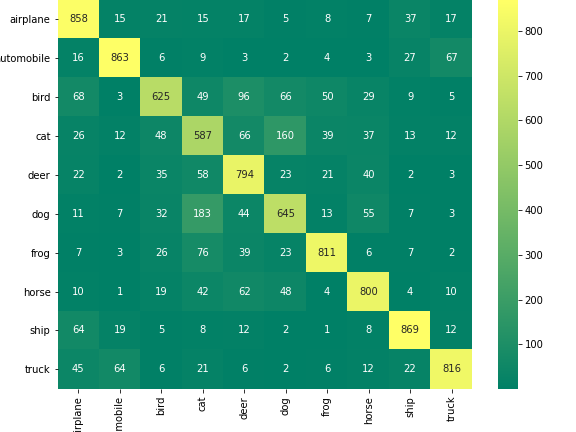 airplane 858 15 21 15 17 5 8 7 37 17
utomobile 16 863 6 9 3 2 4 3 27 67
bird 68 3 625 49 96 66 50 29 9 5
cat 26 12 48 587 66 160 39 37 13 12
deer 22 2 35 58 794 23 21 40 2 3
dog 11 7 32 183 44 645 13 55 7 3
frog 7 3 26 76 39 23 811 6 7 2
horse 10 1 19 42 62 48 4 800 4 10
ship 64 19 5 8 12 2 1 8 869 12
truck 45 64 6 21 6 2 6 12 22 816
irplane mobile bird cat deer dog frog horse ship truck
800
700
600
500
400
300
200
100